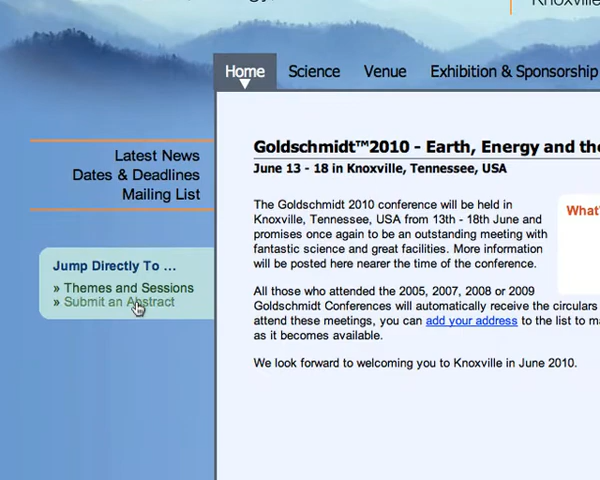 Knoxville
Home Science Venue Exhibition & Sponsorship
Latest News
Dates & Deadlines
Mailing List
Jump Directly To ...
» Themes and Sessions
» Submit an Abstract
Goldschmidt™2010 - Earth, Energy and the
June 13 - 18 in Knoxville, Tennessee, USA
The Goldschmidt 2010 conference will be held in
Knoxville, Tennessee, USA from 13th - 18th June and
promises once again to be an outstanding meeting with
fantastic science and great facilities. More information
will be posted here nearer the time of the conference.
What'
All those who attended the 2005, 2007, 2008 or 2009
Goldschmidt Conferences will automatically receive the circulars
attend these meetings, you can add your address to the list to ma
as it becomes available.
We look forward to welcoming you to Knoxville in June 2010.